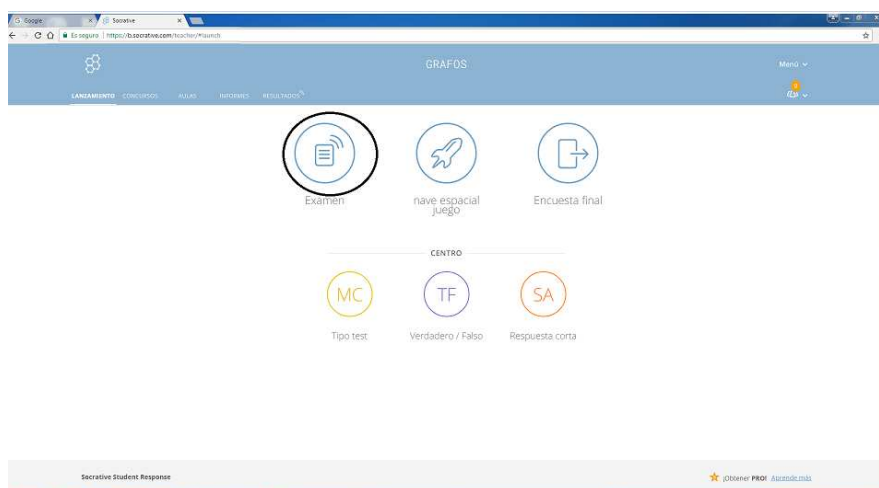 Google
Socrative
Es seguro | https://b.socrative.com/teacher/#launch
GRAFOS
Menú
LANZAMIENTO CONCURSOS AULAS INFORMES RESULTADOS
0
Examen
nave espacial
juego
Encuesta final
CENTRO
MC TF SA
Tipo test Verdadero / Falso Respuesta corta
Socrative Student Response
¡Obtener PRO! Aprende más